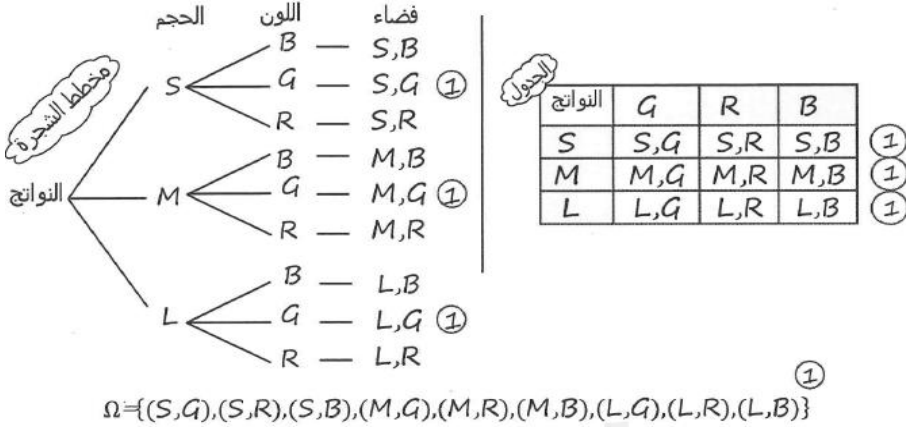 الحجم اللون فضاء
مخطط الشجرة
النواتج
S
B — S,B
G — S,G ①
R — S,R
M
B — M,B
G — M,G ①
R — M,R
L
B — L,B
G — L,G ①
R — L,R
الجدول
النواتج G R B
S S,G S,R S,B ①
M M,G M,R M,B ①
L L,G L,R L,B ①
①
Ω={(S,G),(S,R),(S,B),(M,G),(M,R),(M,B),(L,G),(L,R),(L,B)}